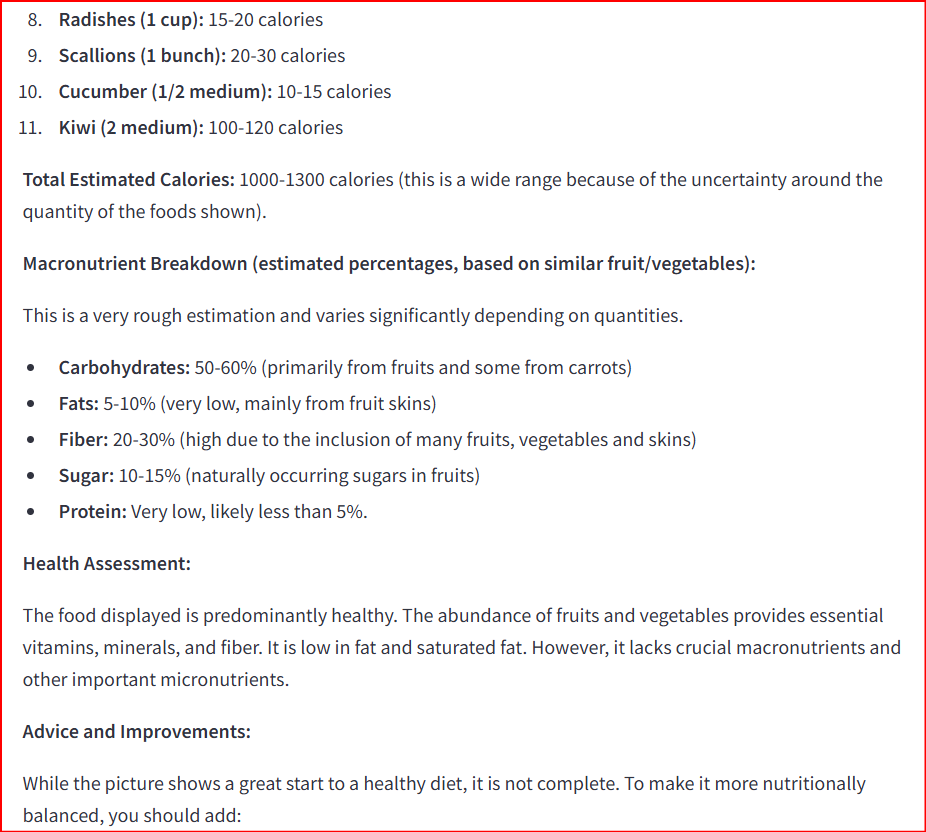 8. Radishes (1 cup): 15-20 calories
9. Scallions (1 bunch): 20-30 calories
10. Cucumber (1/2 medium): 10-15 calories
11. Kiwi (2 medium): 100-120 calories
Total Estimated Calories: 1000-1300 calories (this is a wide range because of the uncertainty around the
quantity of the foods shown).
Macronutrient Breakdown (estimated percentages, based on similar fruit/vegetables):
This is a very rough estimation and varies significantly depending on quantities.
• Carbohydrates: 50-60% (primarily from fruits and some from carrots)
• Fats: 5-10% (very low, mainly from fruit skins)
• Fiber: 20-30% (high due to the inclusion of many fruits, vegetables and skins)
• Sugar: 10-15% (naturally occurring sugars in fruits)
• Protein: Very low, likely less than 5%.
Health Assessment:
The food displayed is predominantly healthy. The abundance of fruits and vegetables provides essential
vitamins, minerals, and fiber. It is low in fat and saturated fat. However, it lacks crucial macronutrients and
other important micronutrients.
Advice and Improvements:
While the picture shows a great start to a healthy diet, it is not complete. To make it more nutritionally
balanced, you should add: